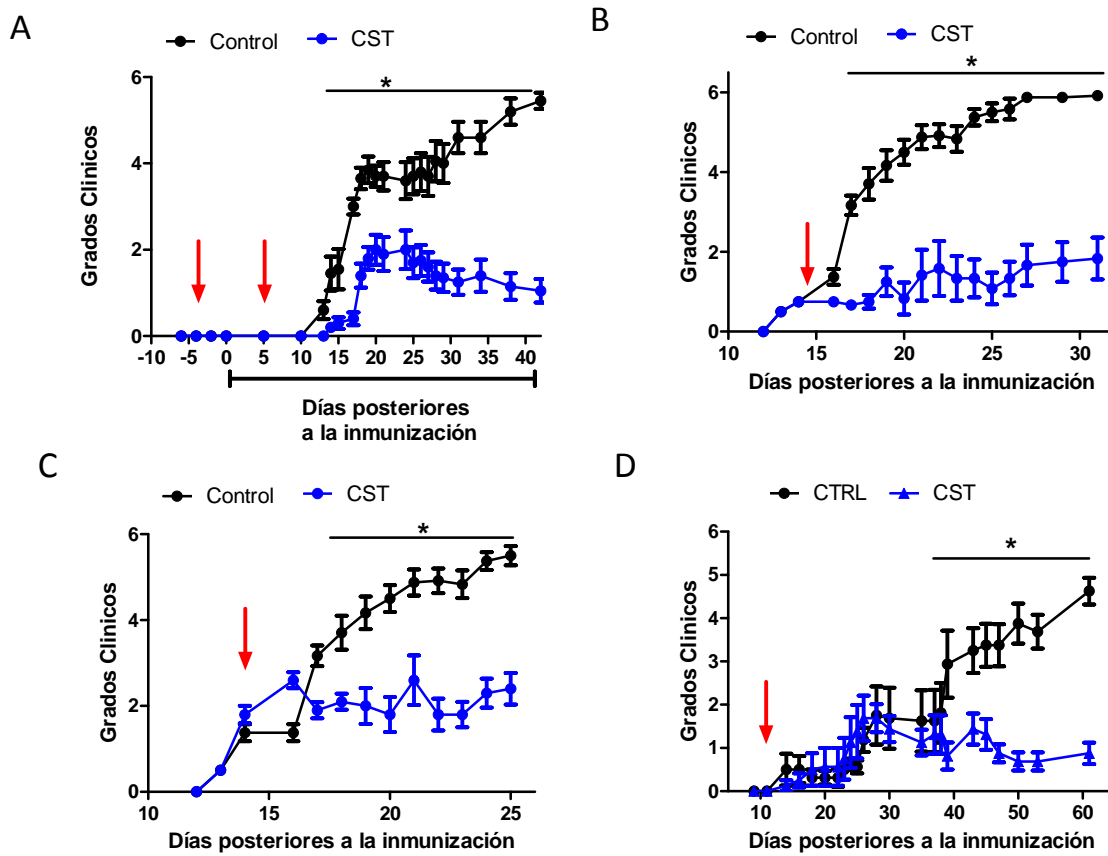 A
Control CST
*
Grados Clínicos
6
4
2
0
-10 -5 0 5 10 15 20 25 30 35 40
Días posteriores
a la inmunización
B
Control CST
*
Grados Clinicos
6
4
2
0
10 15 20 25 30
Días posteriores a la inmunización
C
Control CST
*
Grados Clinicos
6
4
2
0
10 15 20 25
Días posteriores a la inmunización
D
CTRL CST
*
Grados Clinicos
6
5
4
3
2
1
0
10 20 30 40 50 60
Días posteriores a la inmunización